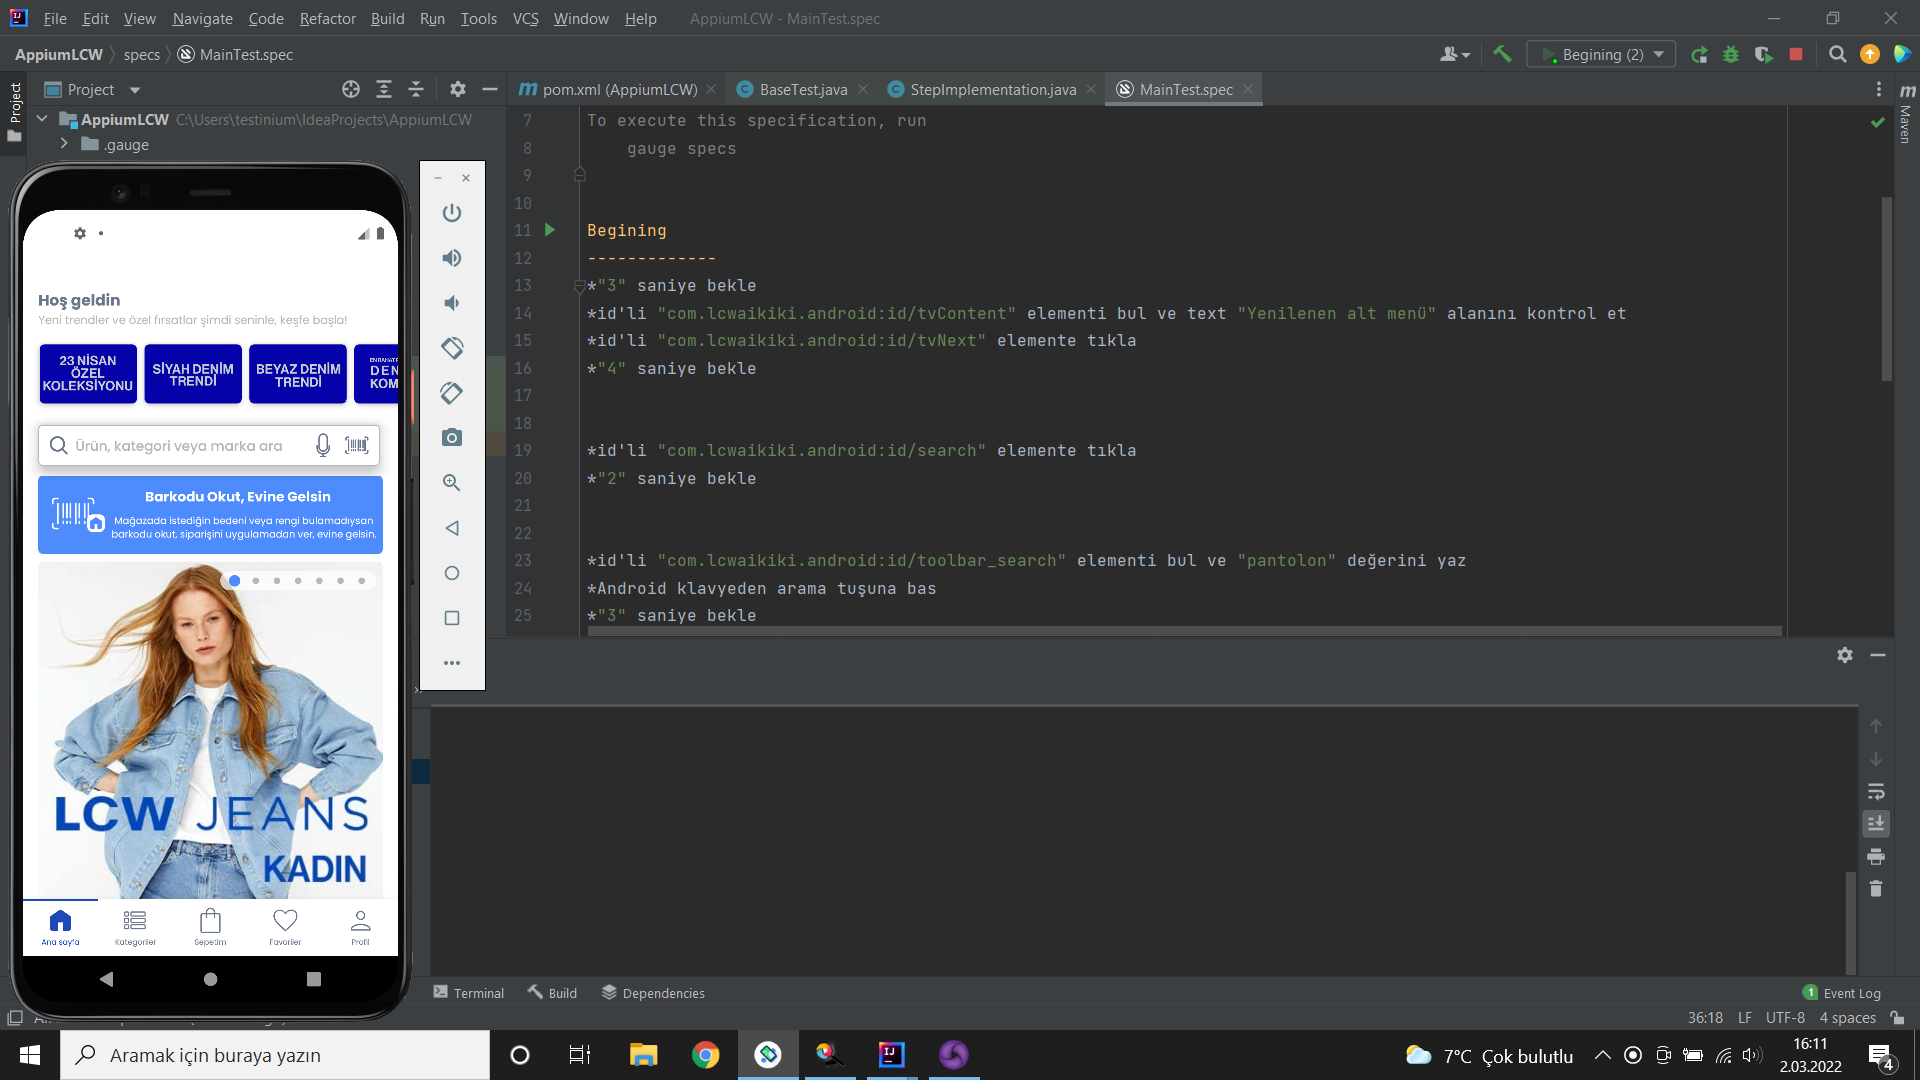 File Edit View Navigate Code Refactor Build Run Tools VCS Window Help AppiumLCW - MainTest.spec
AppiumLCW specs MainTest.spec
Begining (2)
Project
Project
pom.xml (AppiumLCW) BaseTest.java StepImplementation.java MainTest.spec
Maven
AppiumLCW C:\Users\testinium\IdeaProjects\AppiumLCW
.gauge
7 To execute this specification, run
8 gauge specs
9
10
11 Begining
12 -------------
13 *"3" saniye bekle
14 *id'li "com.lcwaikiki.android:id/tvContent" elementi bul ve text "Yenilenen alt menü" alanını kontrol et
15 *id'li "com.lcwaikiki.android:id/tvNext" elemente tıkla
16 *"4" saniye bekle
17
18
19 *id'li "com.lcwaikiki.android:id/search" elemente tıkla
20 *"2" saniye bekle
21
22
23 *id'li "com.lcwaikiki.android:id/toolbar_search" elementi bul ve "pantolon" değerini yaz
24 *Android klavyeden arama tuşuna bas
25 *"3" saniye bekle
Hoş geldin
Yeni trendler ve özel fırsatlar şimdi seninle, keşfe başla!
23 NİSAN
ÖZEL
KOLEKSİYONU
SİYAH DENİM
TRENDİ
BEYAZ DENİM
TRENDİ
EN RAHAT
DEN
KOM
Ürün, kategori veya marka ara
Barkodu Okut, Evine Gelsin
Mağazada istediğin bedeni veya rengi bulamadıysan
barkodu okut, siparişini uygulamadan ver, evine gelsin.
LCW JEANS
KADIN
Ana sayfa Kategoriler Sepetim Favoriler Profil
Terminal Build Dependencies
1 Event Log
36:18 LF UTF-8 4 spaces
Aramak için buraya yazın
7°C Çok bulutlu
16:11
2.03.2022
4